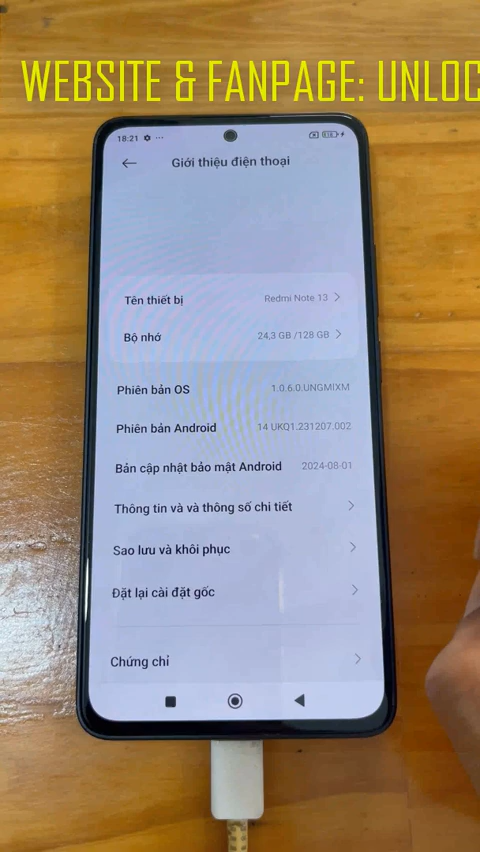 WEBSITE & FANPAGE: UNLOC
18:21
Giới thiệu điện thoại
Tên thiết bị Redmi Note 13
Bộ nhớ 24,3 GB /128 GB
Phiên bản OS 1.0.6.0.UNGMIXM
Phiên bản Android 14 UKQ1.231207.002
Bản cập nhật bảo mật Android 2024-08-01
Thông tin và và thông số chi tiết
Sao lưu và khôi phục
Đặt lại cài đặt gốc
Chứng chỉ